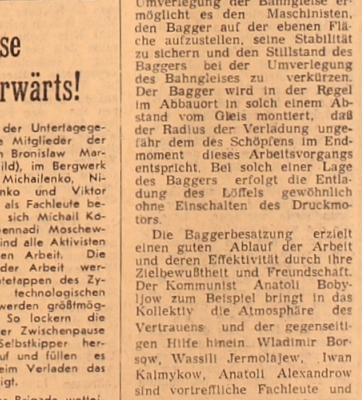 se
rwärts!
der Untertagege-
e Mitglieder der
n Bronislaw Mar-
ild), im Bergwerk
Michailenko, Ni-
nko und Viktor
als Fachleute be-
sich Michail Kó-
ennadi Moschew-
ind alle Aktivisten
en Arbeit. Die
der Arbeit wer-
tetappen des Zy-
technologischen
werden größtmög-
So lockern die
er Zwischenpause
Selbstkipper her-
uf und füllen es
eim Verladen das
igt.
Umverlegung der Bahngleise er-
möglicht es den Maschinisten,
den Bagger auf der ebenen Flä-
che aufzustellen, seine Stabilität
zu sichern und den Stillstand des
Baggers bei der Umverlegung
des Bahngleises zu verkürzen.
Der Bagger wird in der Regel
im Abbauort in solch einem Ab-
stand vom Gleis montiert, daß
der Radius der Verladung unge-
fähr dem des Schöpfens im End-
moment dieses Arbeitsvorgangs
entspricht. Bei solch einer Lage
des Baggers erfolgt die Entla-
dung des Löffels gewöhnlich
ohne Einschalten des Druckmo-
tors.
Die Baggerbesatzung erzielt
einen guten Ablauf der Arbeit
und deren Effektivität durch ihre
Zielbewußtheit und Freundschaft.
Der Kommunist Anatoli Boby-
ljow zum Beispiel bringt in das
Kollektiv die Atmosphäre des
Vertrauens und der gegenseiti-
gen Hilfe hinein. Wladimir Bor-
sow, Wassili Jermolajew, Iwan
Kalmykow, Anatoli Alexandrow
sind vortreffliche Fachleute und